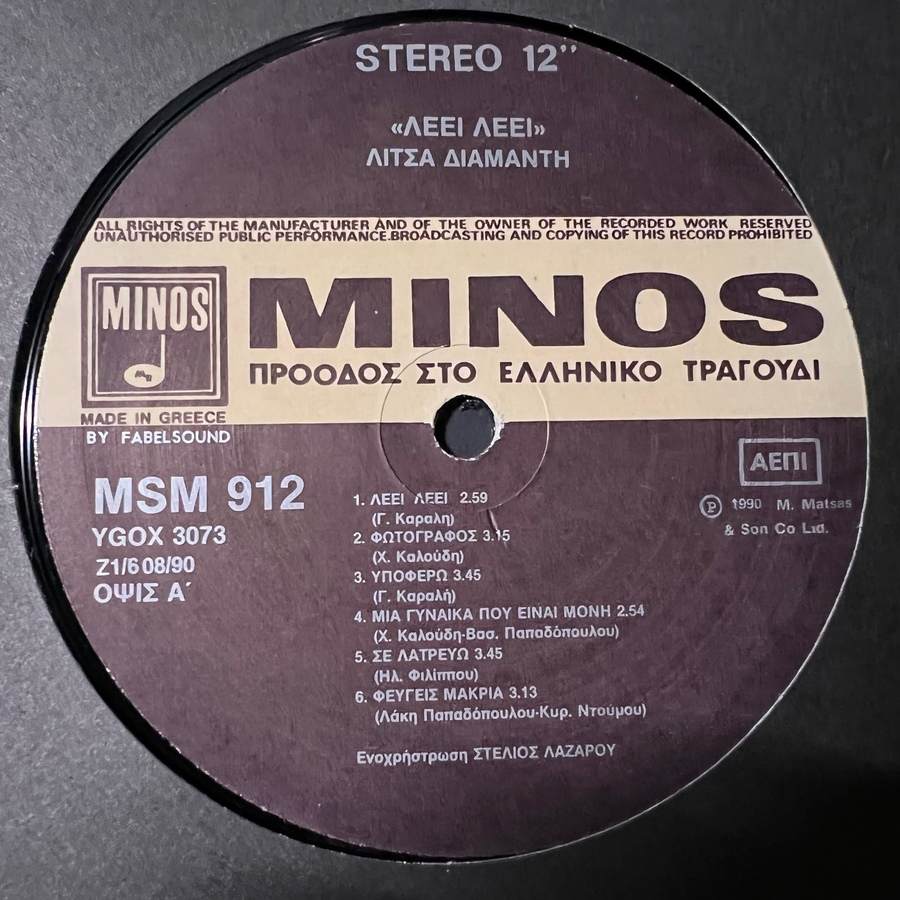 STEREO 12''
«ΛΕΕΙ ΛΕΕΙ»
ΛΙΤΣΑ ΔΙΑΜΑΝΤΗ
ALL RIGHTS OF THE MANUFACTURER AND OF THE OWNER OF THE RECORDED WORK RESERVED
UNAUTHORISED PUBLIC PERFORMANCE.BROADCASTING AND COPYING OF THIS RECORD PROHIBITED
MINOS
MINOS
ΠΡΟΟΔΟΣ ΣΤΟ ΕΛΛΗΝΙΚΟ ΤΡΑΓΟΥΔΙ
MADE IN GREECE
BY FABELSOUND
ΑΕΠΙ
MSM 912
YGOX 3073
Z1/6 08/90
ΟΨΙΣ Α΄
℗ 1990 M. Matsas
& Son Co Ltd.
1. ΛΕΕΙ ΛΕΕΙ 2.59
(Γ. Καραλη)
2. ΦΩΤΟΓΡΑΦΟΣ 3.15
(Χ. Καλούδη)
3. ΥΠΟΦΕΡΩ 3.45
(Γ. Καραλή)
4. ΜΙΑ ΓΥΝΑΙΚΑ ΠΟΥ ΕΙΝΑΙ ΜΟΝΗ 2.54
(Χ. Καλούδη-Βασ. Παπαδόπουλου)
5. ΣΕ ΛΑΤΡΕΥΩ 3.45
(Ηλ. Φιλίππου)
6. ΦΕΥΓΕΙΣ ΜΑΚΡΙΑ 3.13
(Λάκη Παπαδόπουλου-Κυρ. Ντούμου)
Ενοχρήστρωση ΣΤΕΛΙΟΣ ΛΑΖΑΡΟΥ